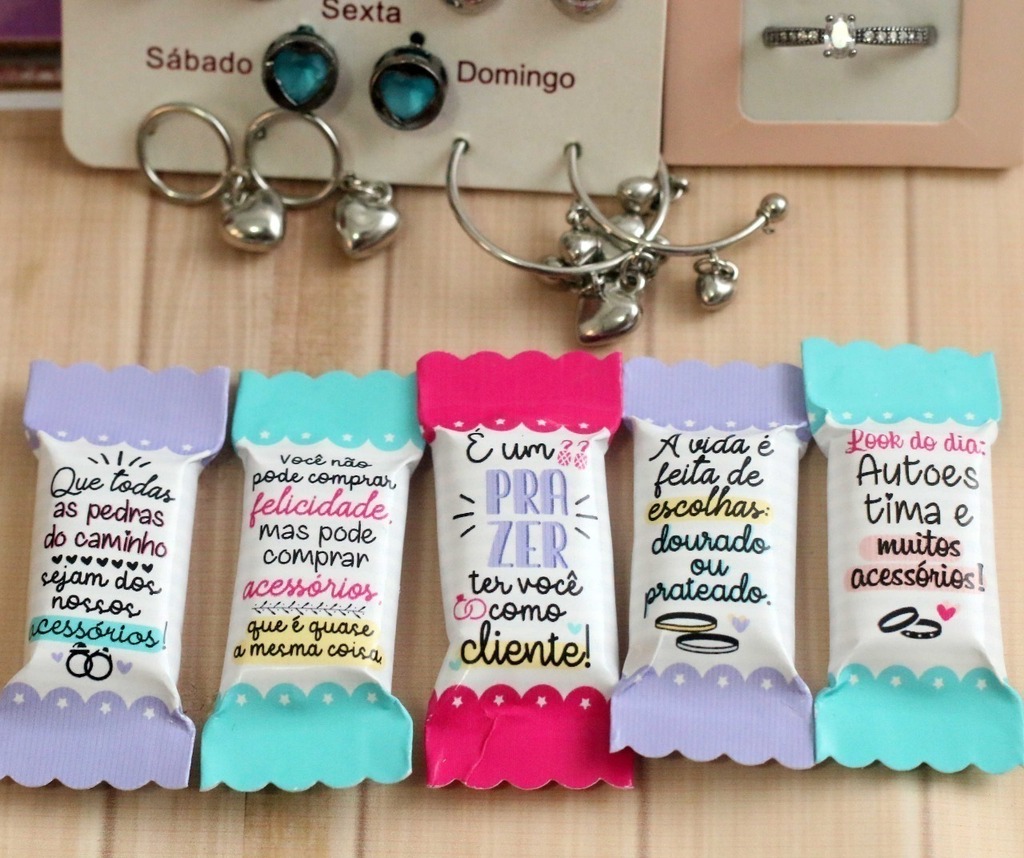 Sexta
Sábado
Domingo
Que todas
as pedras
do caminho
sejam dos
nossos
acessórios!
Você não
pode comprar
felicidade,
mas pode
comprar
acessórios,
que é quase
a mesma coisa.
É um
PRA
ZER
ter você
como
cliente!
A vida é
feita de
escolhas:
dourado
ou
prateado.
Look do dia:
Autoes
tima e
muitos
acessórios!